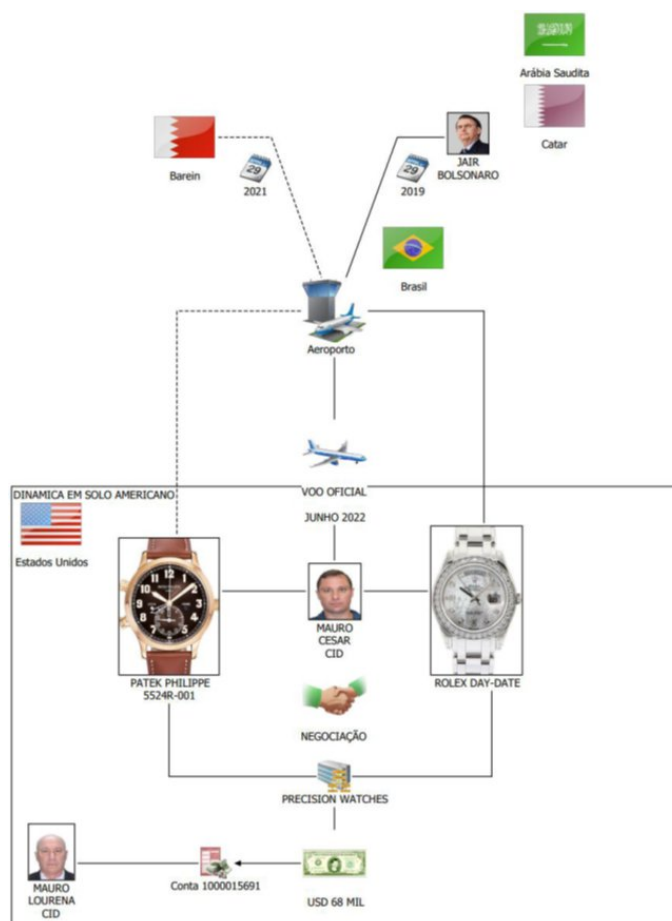 Arábia Saudita
Catar
Barein
29
2021
29
2019
JAIR
BOLSONARO
Brasil
Aeroporto
VOO OFICIAL
JUNHO 2022
DINAMICA EM SOLO AMERICANO
Estados Unidos
MAURO
CESAR
CID
PATEK PHILIPPE
5524R-001
ROLEX DAY-DATE
NEGOCIAÇÃO
PRECISION WATCHES
MAURO
LOURENA
CID
Conta 1000015691
USD 68 MIL